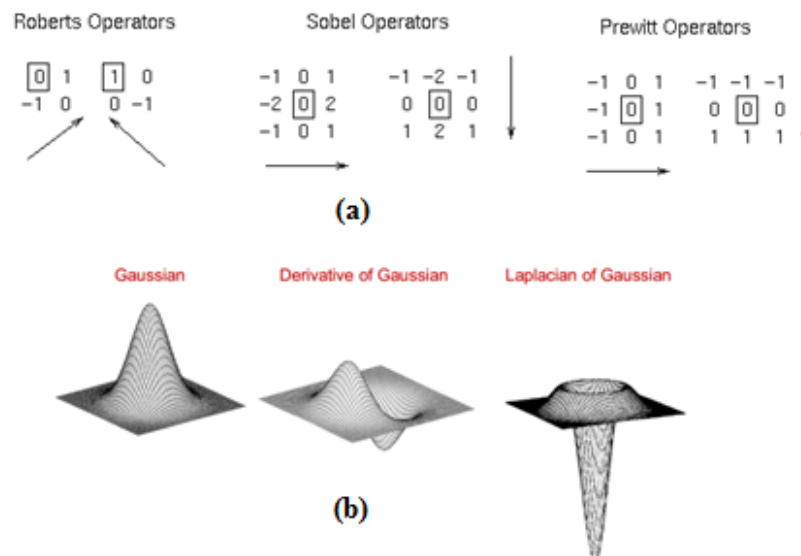 Roberts Operators
0 1 1 0
-1 0 0 -1
Sobel Operators
-1 0 1 -1 -2 -1
-2 0 2 0 0 0
-1 0 1 1 2 1
Prewitt Operators
-1 0 1 -1 -1 -1
-1 0 1 0 0 0
-1 0 1 1 1 1
(a)
Gaussian
Derivative of Gaussian
Laplacian of Gaussian
(b)